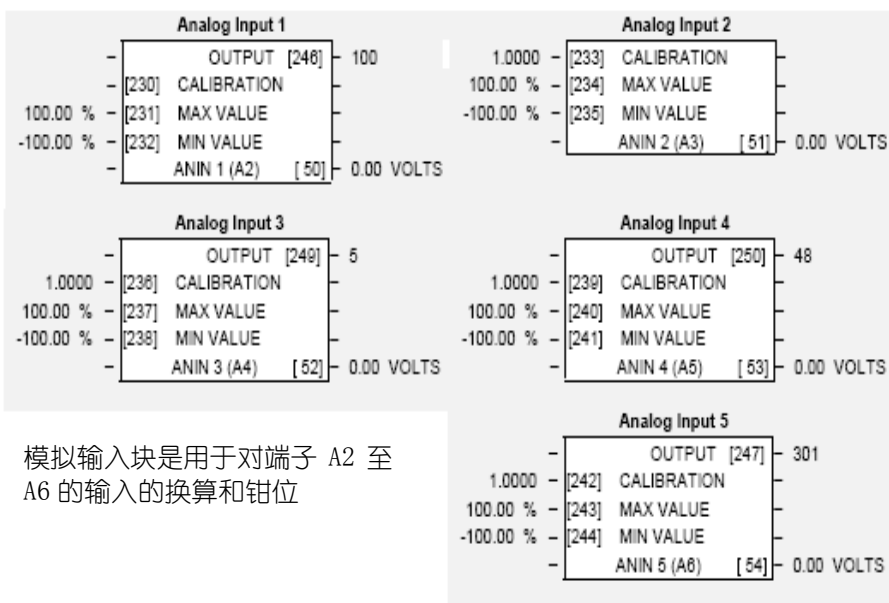 Analog Input 1
OUTPUT [246] 100
[230] CALIBRATION
100.00 % [231] MAX VALUE
-100.00 % [232] MIN VALUE
ANIN 1 (A2) [ 50] 0.00 VOLTS
Analog Input 2
1.0000 [233] CALIBRATION
100.00 % [234] MAX VALUE
-100.00 % [235] MIN VALUE
ANIN 2 (A3) [ 51] 0.00 VOLTS
Analog Input 3
OUTPUT [249] 5
1.0000 [236] CALIBRATION
100.00 % [237] MAX VALUE
-100.00 % [238] MIN VALUE
ANIN 3 (A4) [ 52] 0.00 VOLTS
Analog Input 4
OUTPUT [250] 48
1.0000 [239] CALIBRATION
100.00 % [240] MAX VALUE
-100.00 % [241] MIN VALUE
ANIN 4 (A5) [ 53] 0.00 VOLTS
模拟输入块是用于对端子 A2 至
A6 的输入的换算和钳位
Analog Input 5
OUTPUT [247] 301
1.0000 [242] CALIBRATION
100.00 % [243] MAX VALUE
-100.00 % [244] MIN VALUE
ANIN 5 (A6) [ 54] 0.00 VOLTS